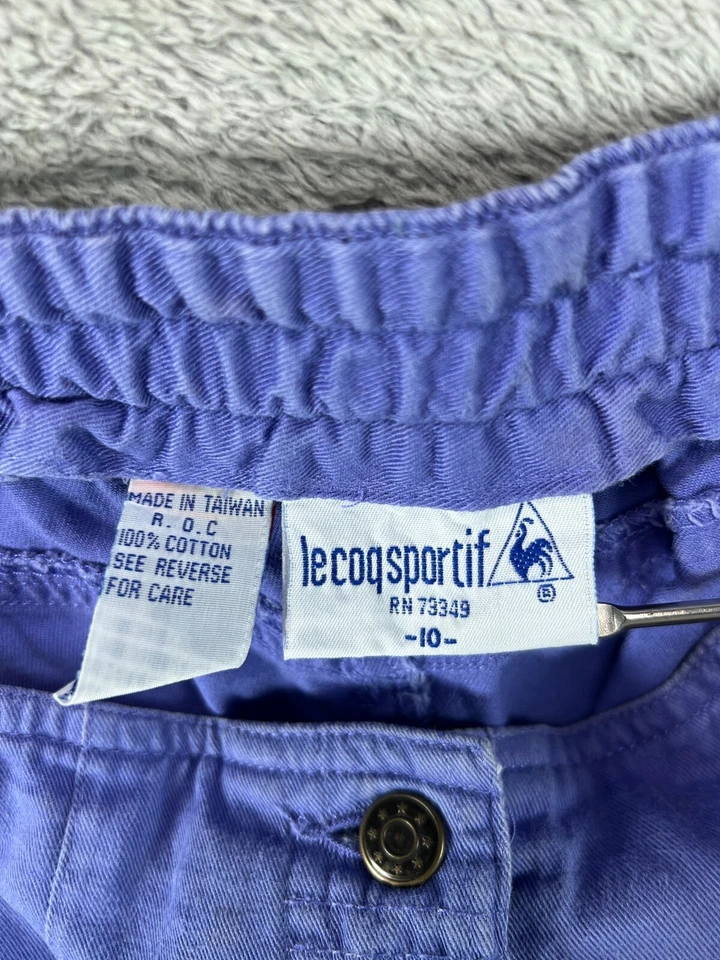 MADE IN TAIWAN
R. O.C
100% COTTON
SEE REVERSE
FOR CARE
lecoqsportif ®
RN 73349
-10-